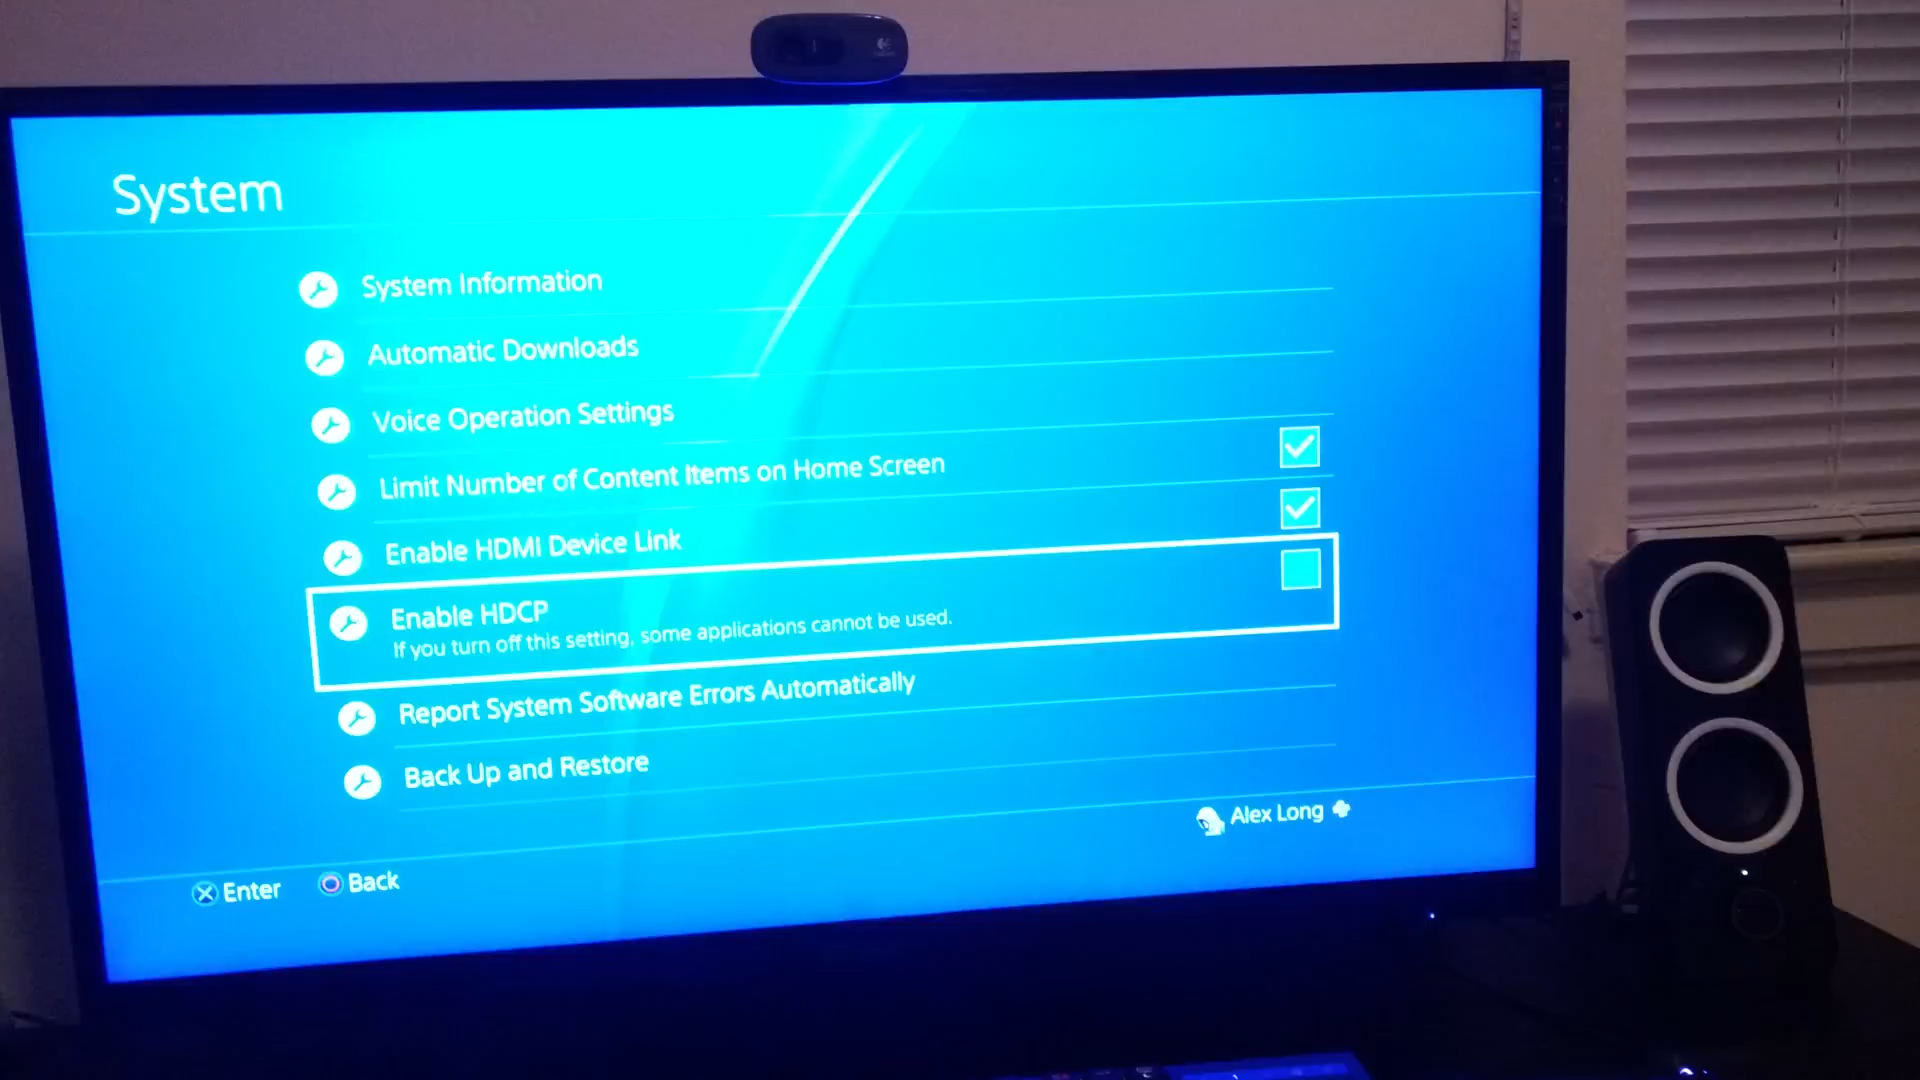 System
System Information
Automatic Downloads
Voice Operation Settings
Limit Number of Content Items on Home Screen
Enable HDMI Device Link
Enable HDCP
If you turn off this setting, some applications cannot be used.
Report System Software Errors Automatically
Back Up and Restore
Alex Long
Enter
Back